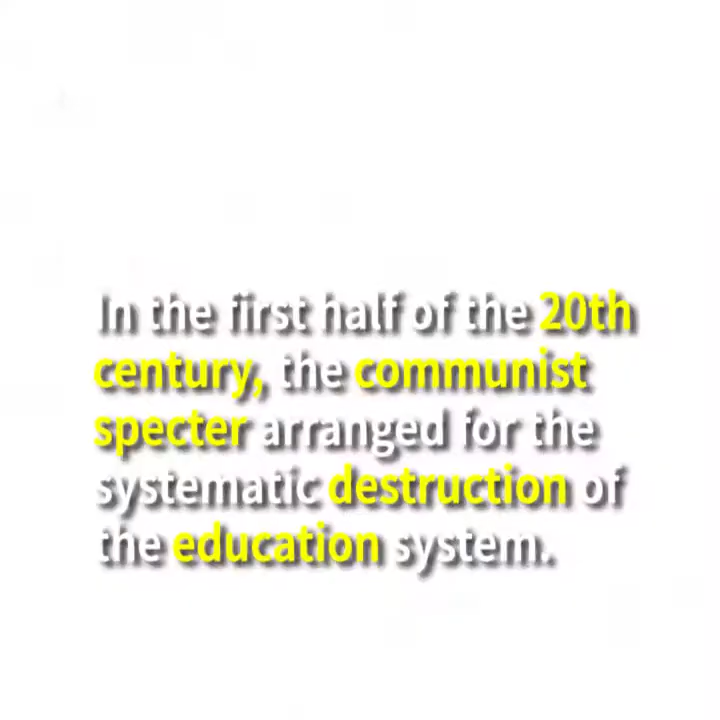 In the first half of the 20th
century, the communist
specter arranged for the
systematic destruction of
the education system.